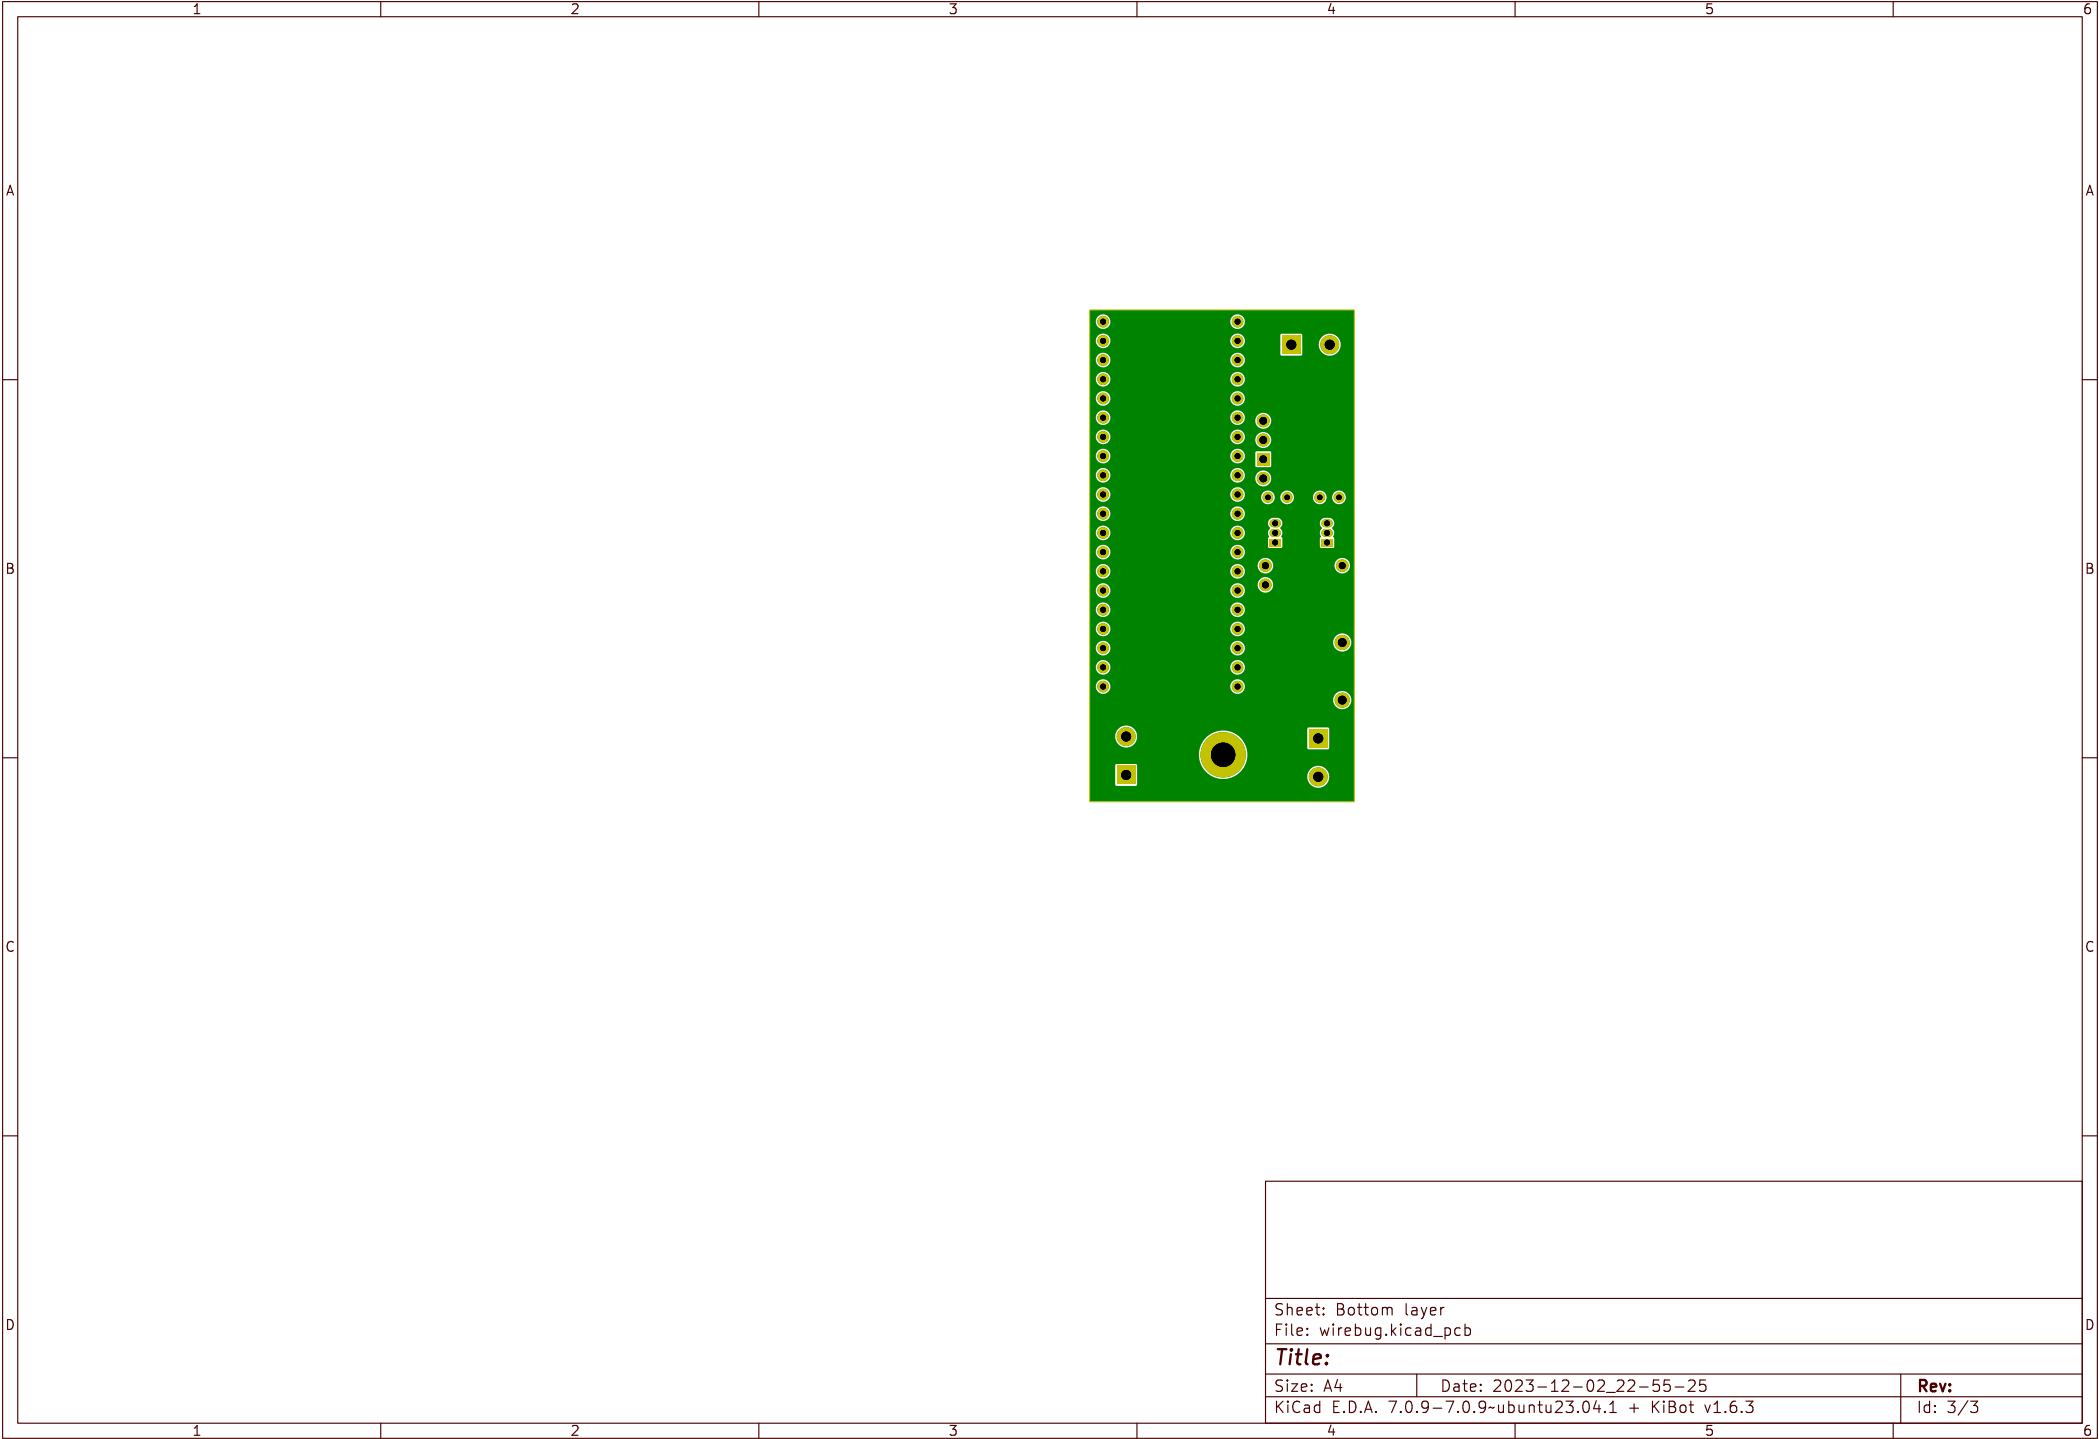 1 2 3 4 5 6
A A
B B
C C
D D
Sheet: Bottom layer
File: wirebug.kicad_pcb
Title:
Size: A4 Date: 2023-12-02_22-55-25 Rev:
KiCad E.D.A. 7.0.9-7.0.9~ubuntu23.04.1 + KiBot v1.6.3 Id: 3/3
1 2 3 4 5 6